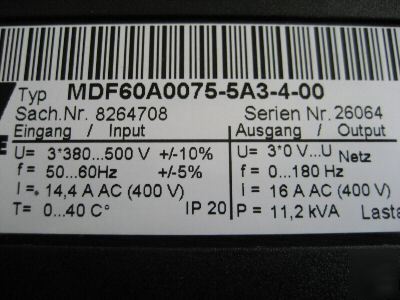 Typ MDF60A0075-5A3-4-00
Sach.Nr. 8264708 Serien Nr. 26064
Eingang / Input Ausgang / Output
U= 3*380...500 V +/-10% U= 3*0 V...U Netz
f= 50...60Hz +/-5% f= 0...180 Hz
I= 14,4 A AC (400 V) I= 16 A AC (400 V)
T= 0...40 C° IP 20 P= 11,2 kVA Lasta